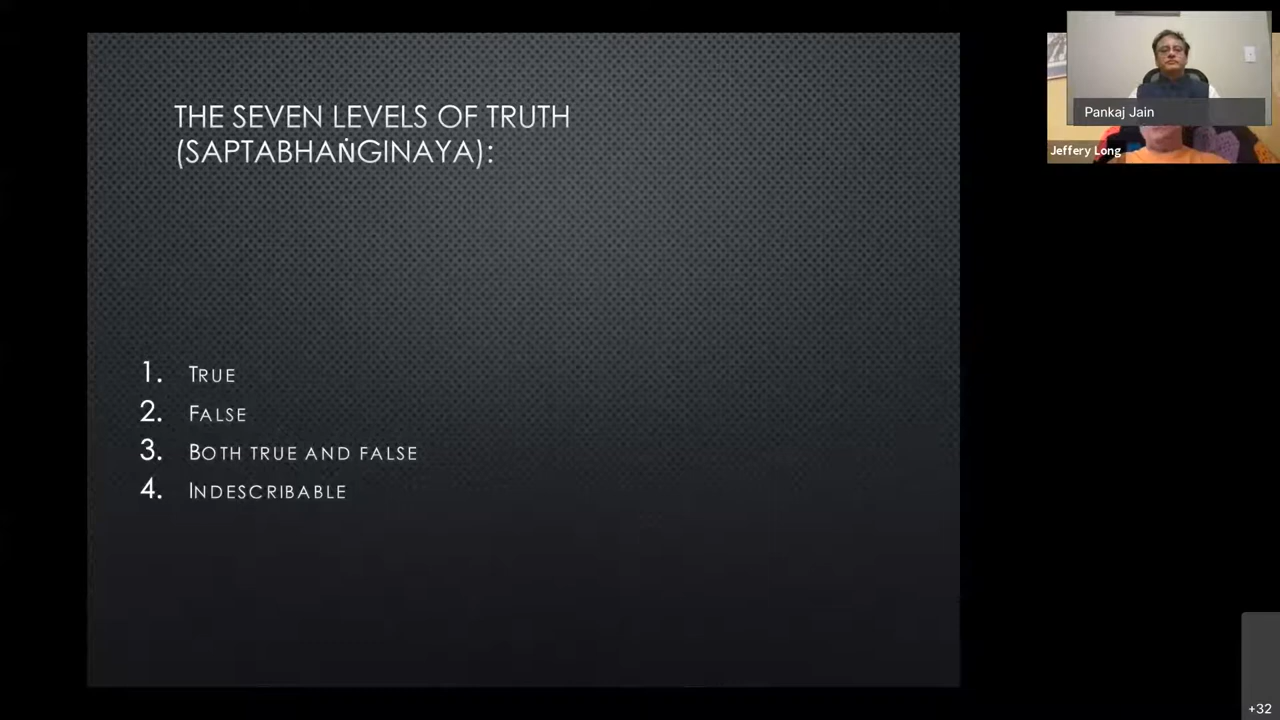 THE SEVEN LEVELS OF TRUTH
(SAPTABHAṄGINAYA):
1. TRUE
2. FALSE
3. BOTH TRUE AND FALSE
4. INDESCRIBABLE
Pankaj Jain
Jeffery Long
+32